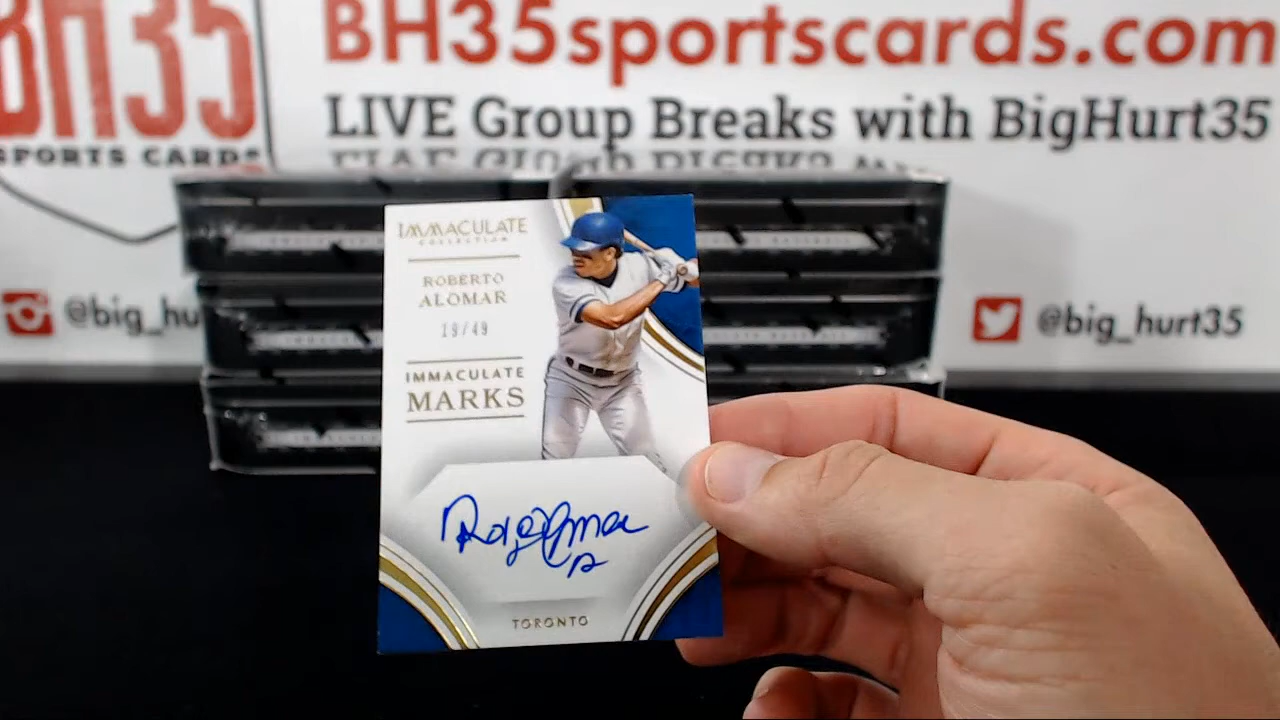 BH35
SPORTS CARDS
BH35sportscards.com
LIVE Group Breaks with BigHurt35
@big_hu
@big_hurt35
IMMACULATE
COLLECTION
ROBERTO
ALOMAR
19/49
IMMACULATE
MARKS
TORONTO